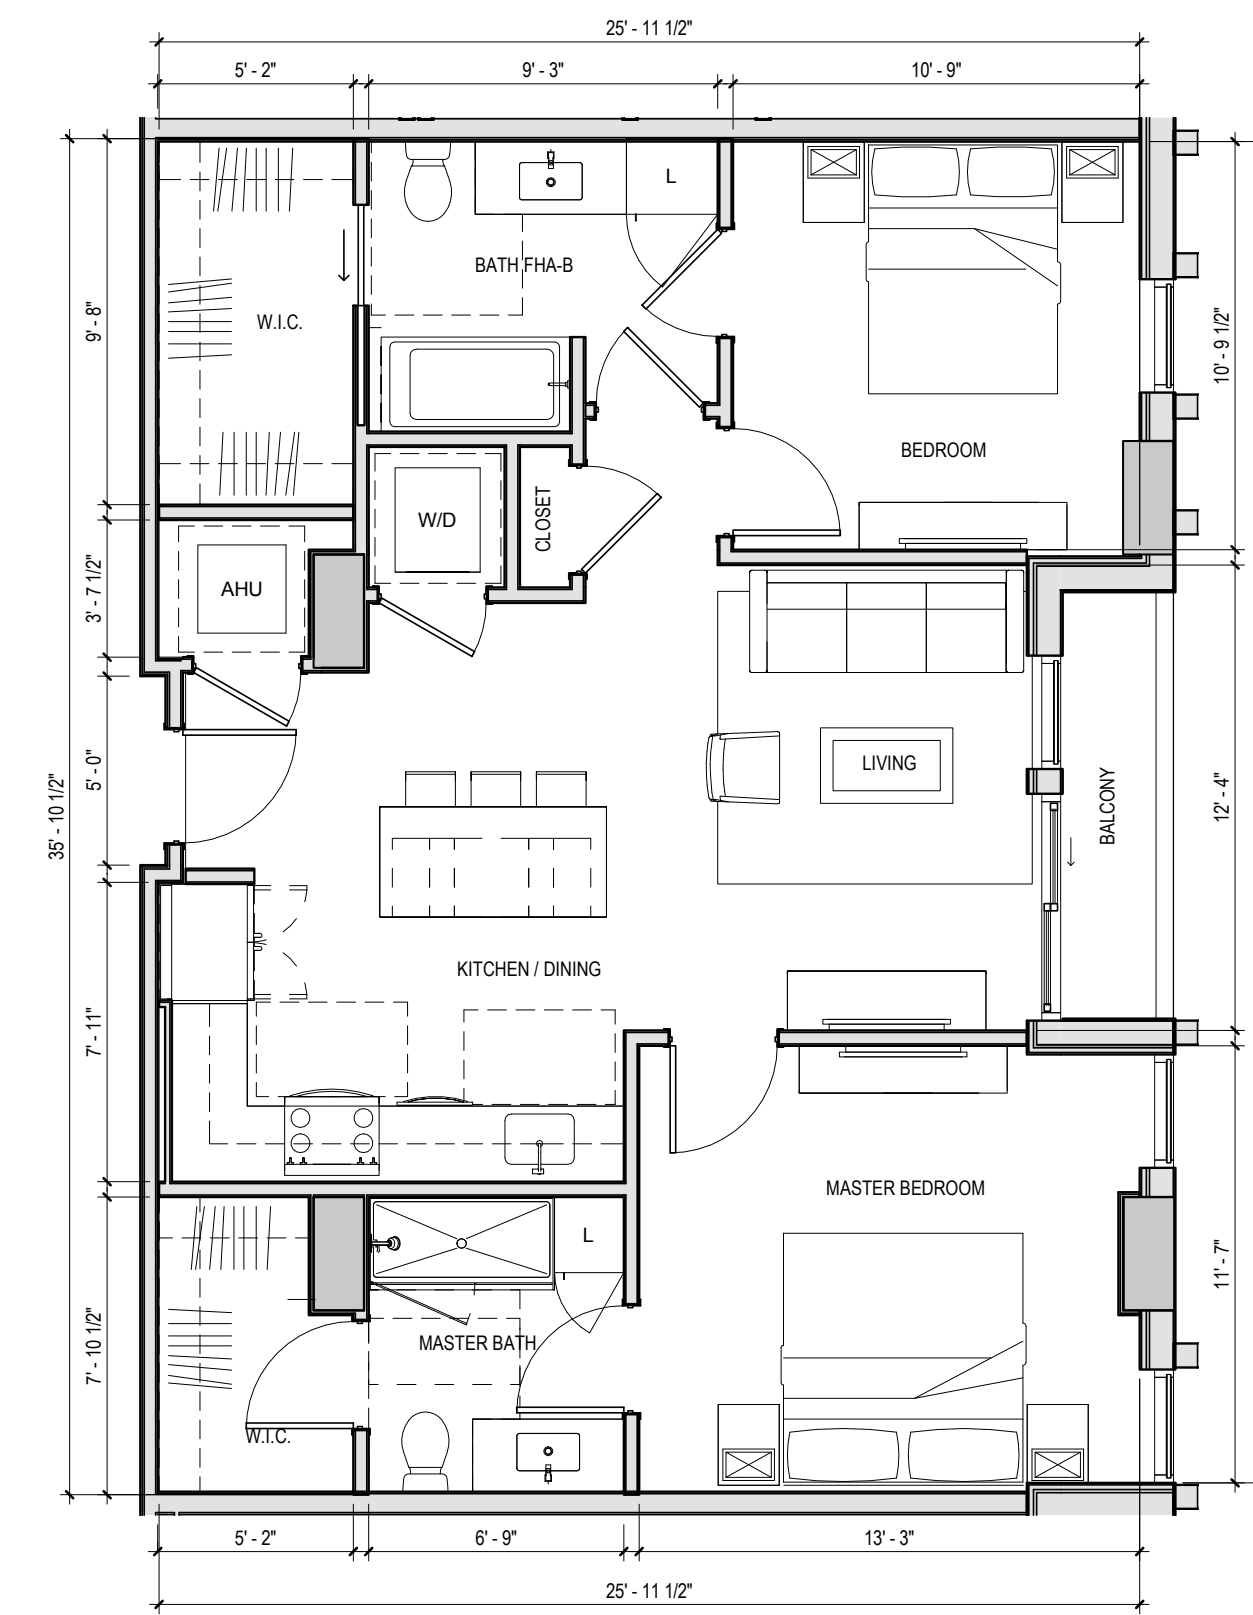 25' - 11 1/2"
5' - 2"
9' - 3"
10' - 9"
L
BATH FHA-B
W.I.C.
9' - 8"
10' - 9 1/2"
BEDROOM
W/D
CLOSET
AHU
3' - 7 1/2"
LIVING
5' - 0"
35' - 10 1/2"
BALCONY
12' - 4"
KITCHEN / DINING
7' - 11"
MASTER BEDROOM
L
11' - 7"
MASTER BATH
7' - 10 1/2"
W.I.C.
5' - 2"
6' - 9"
13' - 3"
25' - 11 1/2"